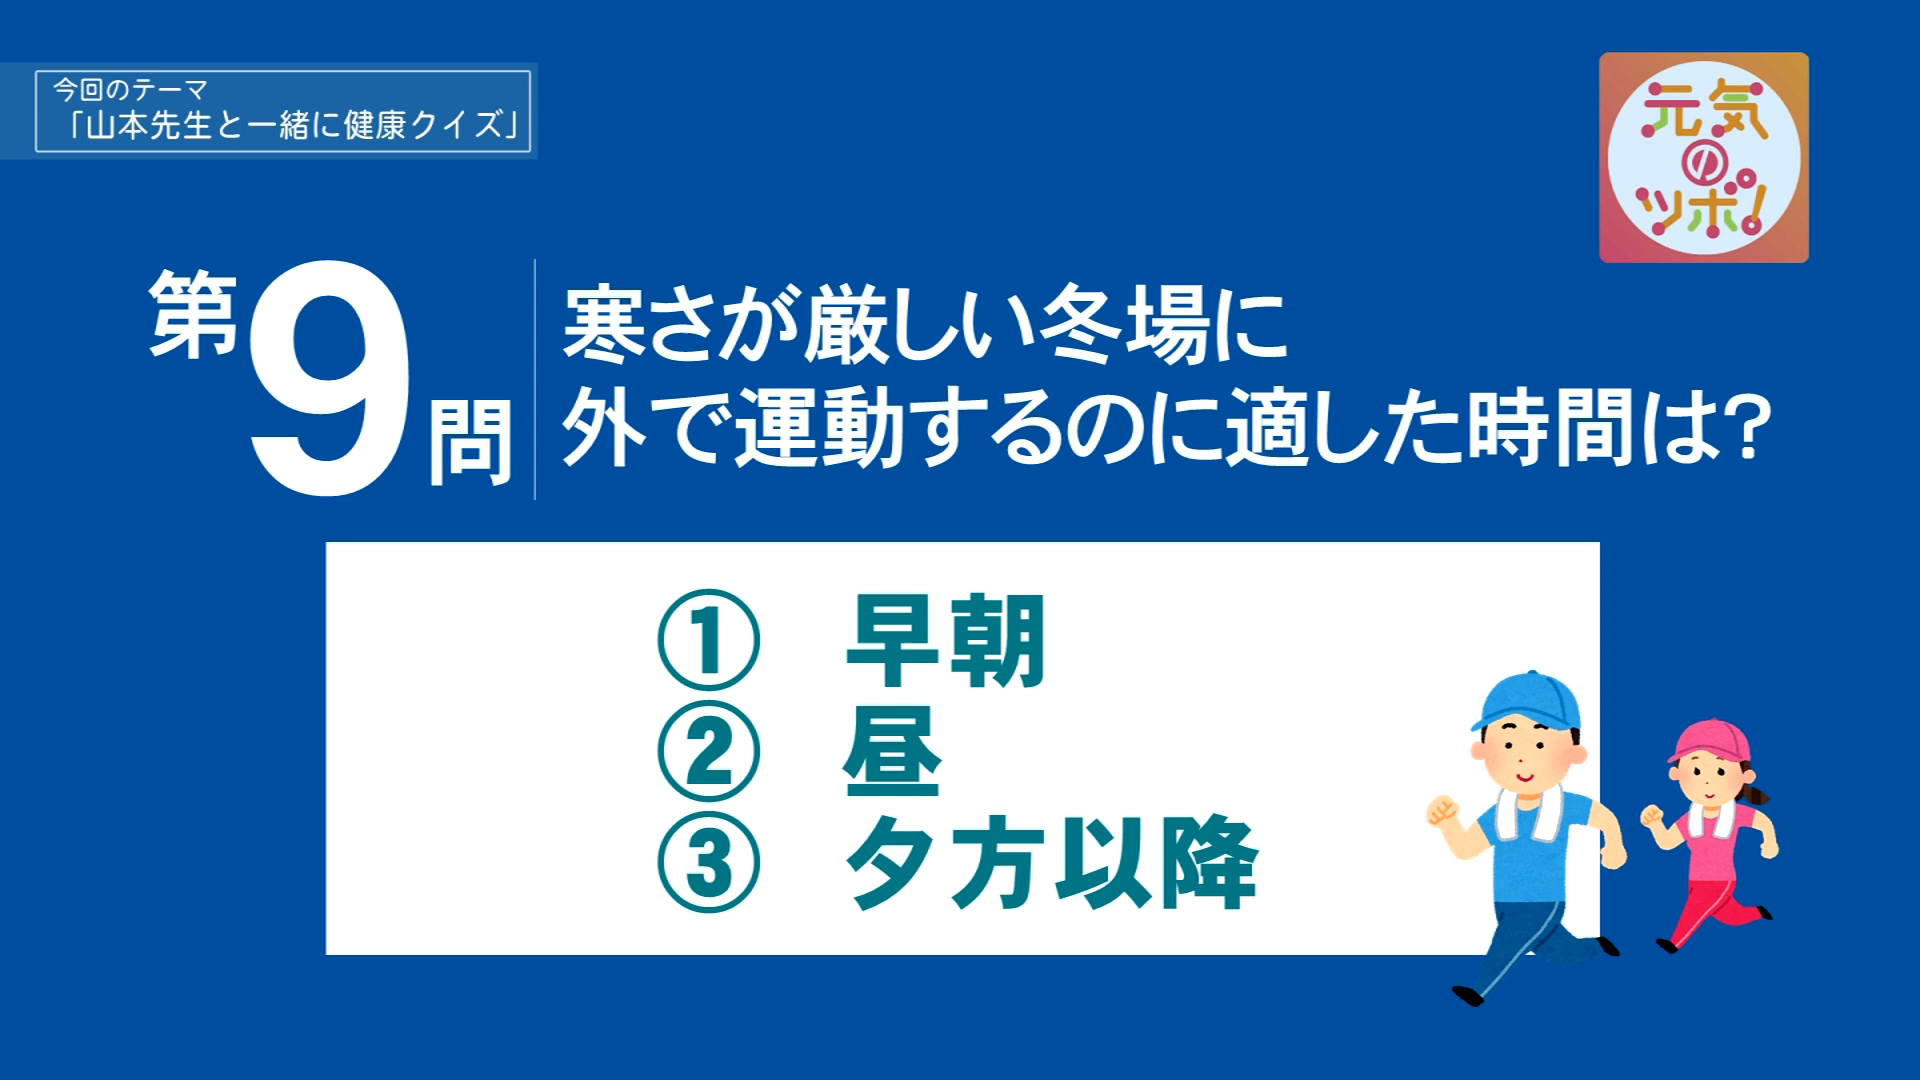 今回のテーマ
「山本先生と一緒に健康クイズ」
元気
の
ツボ!
第9問
寒さが厳しい冬場に
外で運動するのに適した時間は?
① 早朝
② 昼
③ 夕方以降